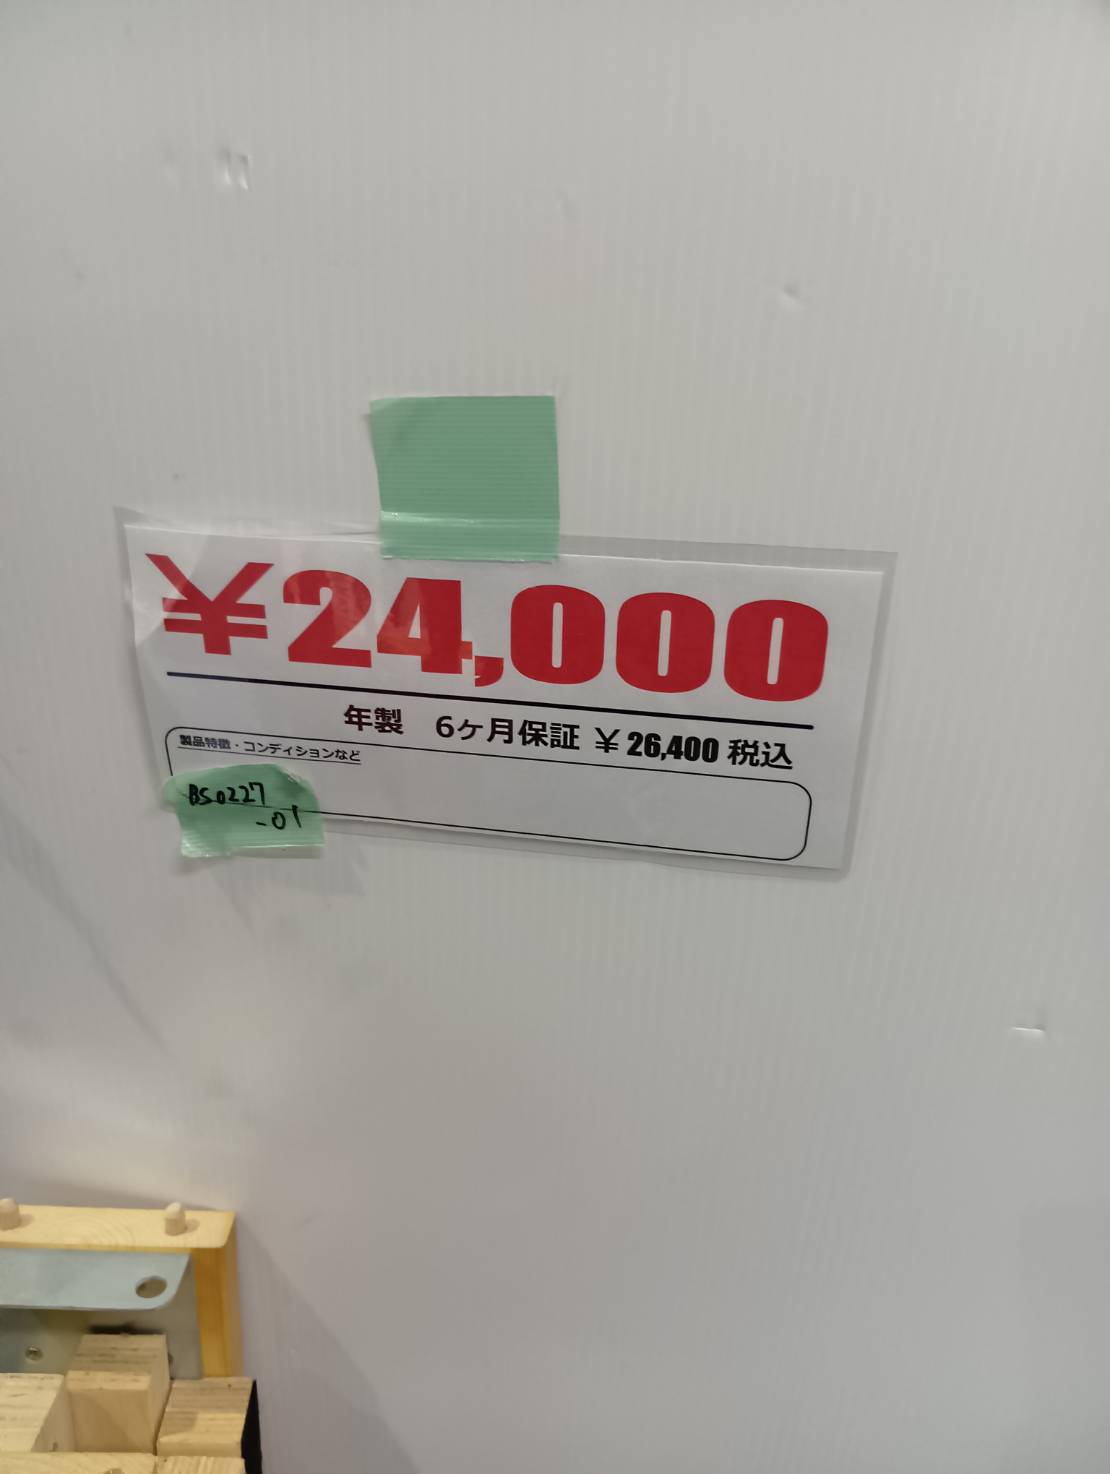 ￥24,000
年製　6ヶ月保証 ￥26,400 税込
製品特徴・コンディションなど
BS0227
-01